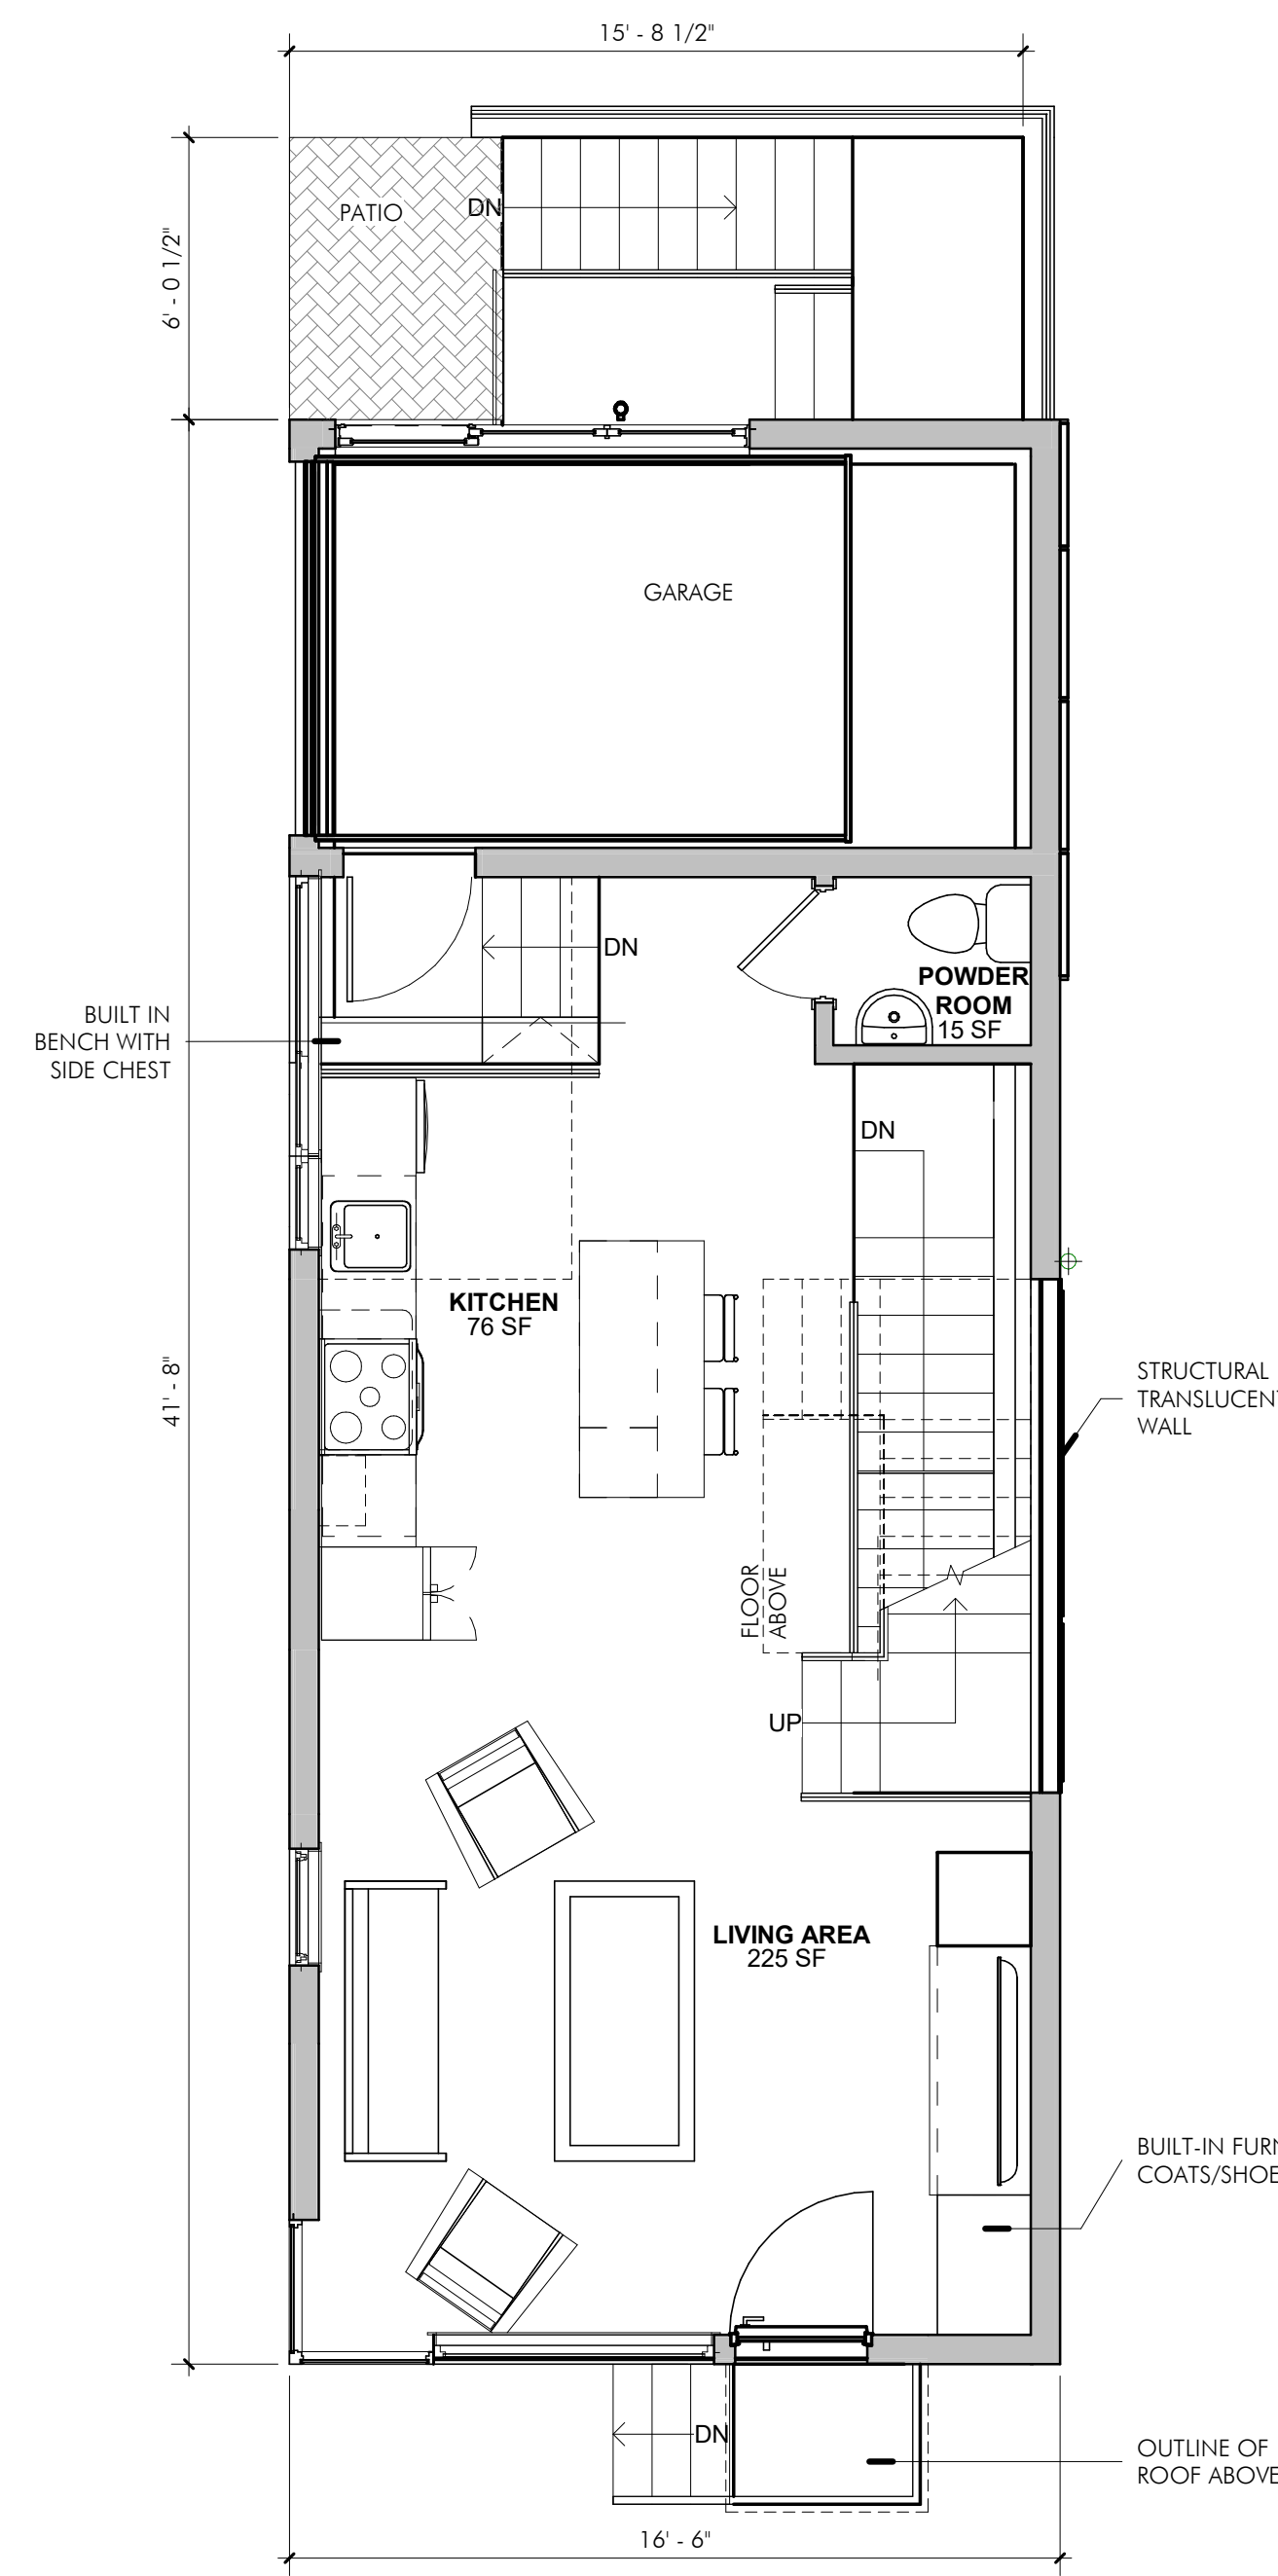 15' - 8 1/2"
PATIO
DN
6' - 0 1/2"
GARAGE
DN
POWDER
ROOM
15 SF
BUILT IN
BENCH WITH
SIDE CHEST
DN
KITCHEN
76 SF
41' - 8"
STRUCTURAL
TRANSLUCENT
WALL
FLOOR
ABOVE
UP
LIVING AREA
225 SF
BUILT-IN FURN
COATS/SHOE
DN
OUTLINE OF
ROOF ABOVE
16' - 6"